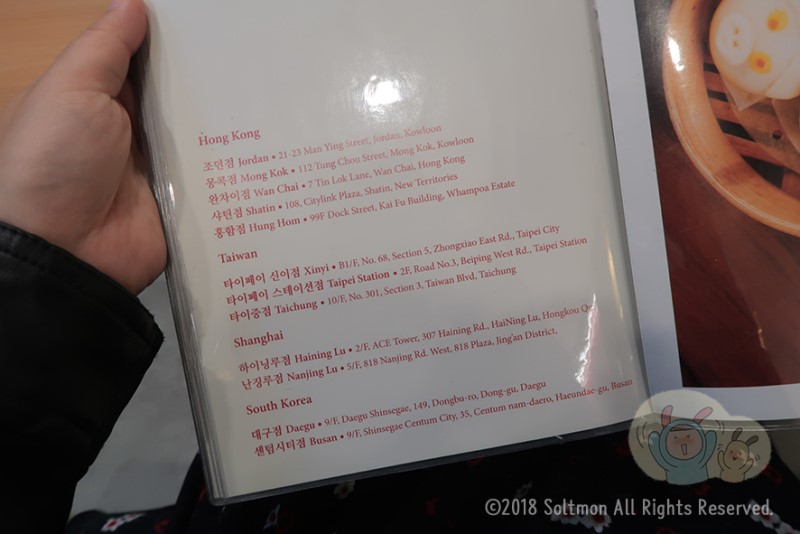 Hong Kong
조던점 Jordan • 21-23 Man Ying Street, Jordan, Kowloon
몽콕점 Mong Kok • 112 Tung Chou Street, Mong Kok, Kowloon
완차이점 Wan Chai • 7 Tin Lok Lane, Wan Chai, Hong Kong
샤틴점 Shatin • 108, Citylink Plaza, Shatin, New Territories
홍함점 Hung Hom • 99F Dock Street, Kai Fu Building, Whampoa Estate
Taiwan
타이페이 신이점 Xinyi • B1/F, No. 68, Section 5, Zhongxiao East Rd., Taipei City
타이페이 스테이션점 Taipei Station • 2F, Road No.3, Beiping West Rd., Taipei Station
타이중점 Taichung • 10/F, No. 301, Section 3, Taiwan Blvd, Taichung
Shanghai
하이닝루점 Haining Lu • 2/F, ACE Tower, 307 Haining Rd., HaiNing Lu, Hongkou
난징루점 Nanjing Lu • 5/F, 818 Nanjing Rd. West, 818 Plaza, Jing'an District,
South Korea
대구점 Daegu • 9/F, Daegu Shinsegae, 149, Dongbu-ro, Dong-gu, Daegu
센텀시티점 Busan • 9/F, Shinsegae Centum City, 35, Centum nam-daero, Haeundae-gu, Busan
©2018 Soltmon All Rights Reserved.